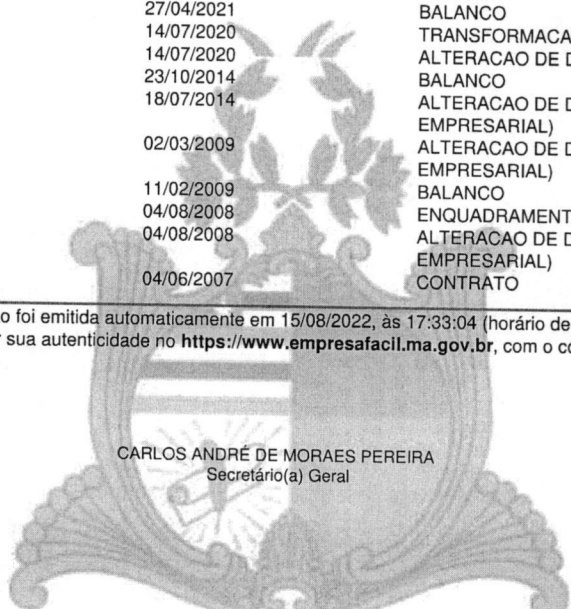 27/04/2021 BALANCO
14/07/2020 TRANSFORMACA
14/07/2020 ALTERACAO DE D
23/10/2014 BALANCO
18/07/2014 ALTERACAO DE D
EMPRESARIAL)
02/03/2009 ALTERACAO DE D
EMPRESARIAL)
11/02/2009 BALANCO
04/08/2008 ENQUADRAMENT
04/08/2008 ALTERACAO DE D
EMPRESARIAL)
04/06/2007 CONTRATO
o foi emitida automaticamente em 15/08/2022, às 17:33:04 (horário de
r sua autenticidade no https://www.empresafacil.ma.gov.br, com o có
CARLOS ANDRÉ DE MORAES PEREIRA
Secretário(a) Geral